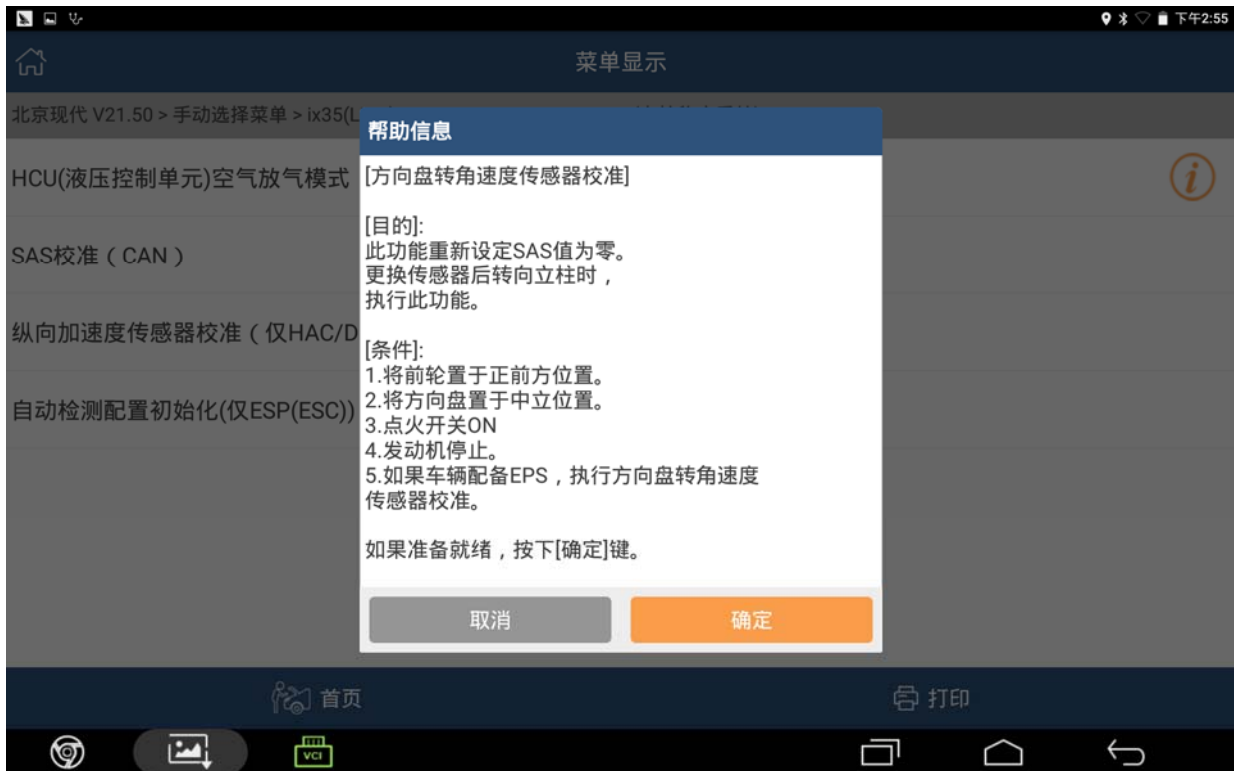 下午2:55
菜单显示
北京现代 V21.50 > 手动选择菜单 > ix35(L
帮助信息
HCU(液压控制单元)空气放气模式
SAS校准（CAN）
纵向加速度传感器校准（仅HAC/D
自动检测配置初始化(仅ESP(ESC))
[方向盘转角速度传感器校准]
[目的]:
此功能重新设定SAS值为零。
更换传感器后转向立柱时，
执行此功能。
[条件]:
1.将前轮置于正前方位置。
2.将方向盘置于中立位置。
3.点火开关ON
4.发动机停止。
5.如果车辆配备EPS，执行方向盘转角速度
传感器校准。
如果准备就绪，按下[确定]键。
取消
确定
首页
打印
VCI